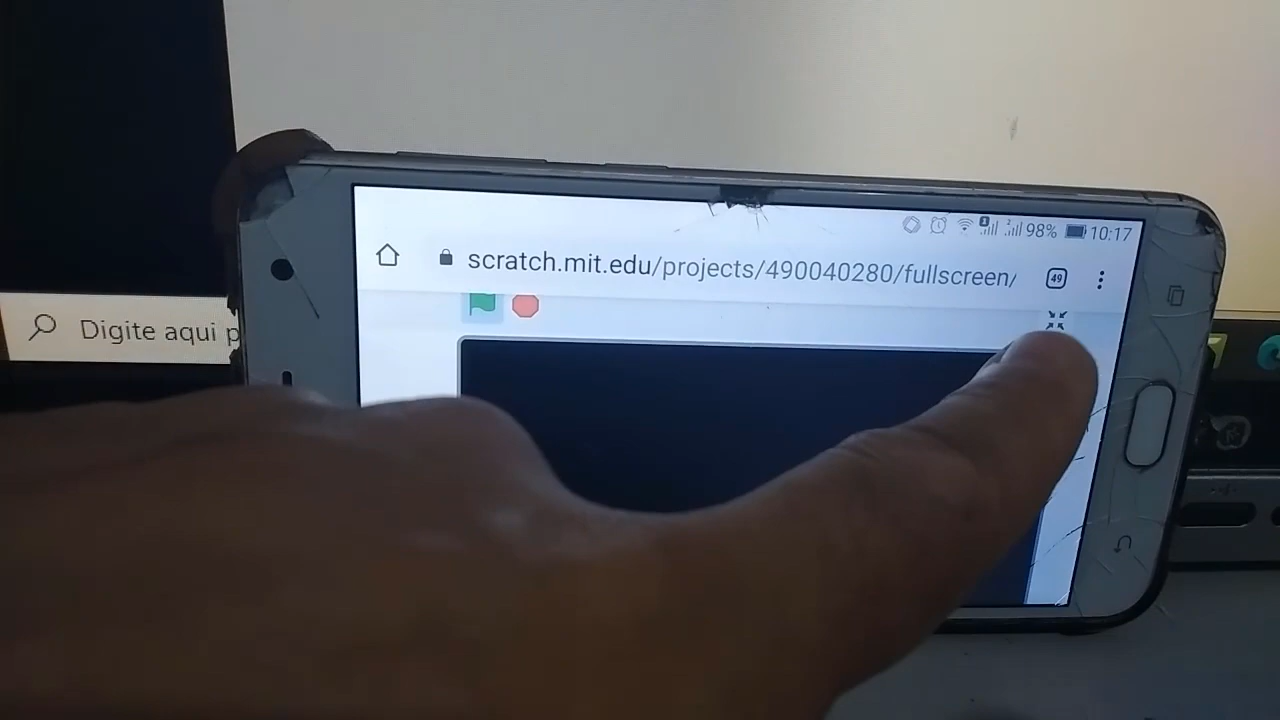 98% 10:17
scratch.mit.edu/projects/490040280/fullscreen/
49
Digite aqui p